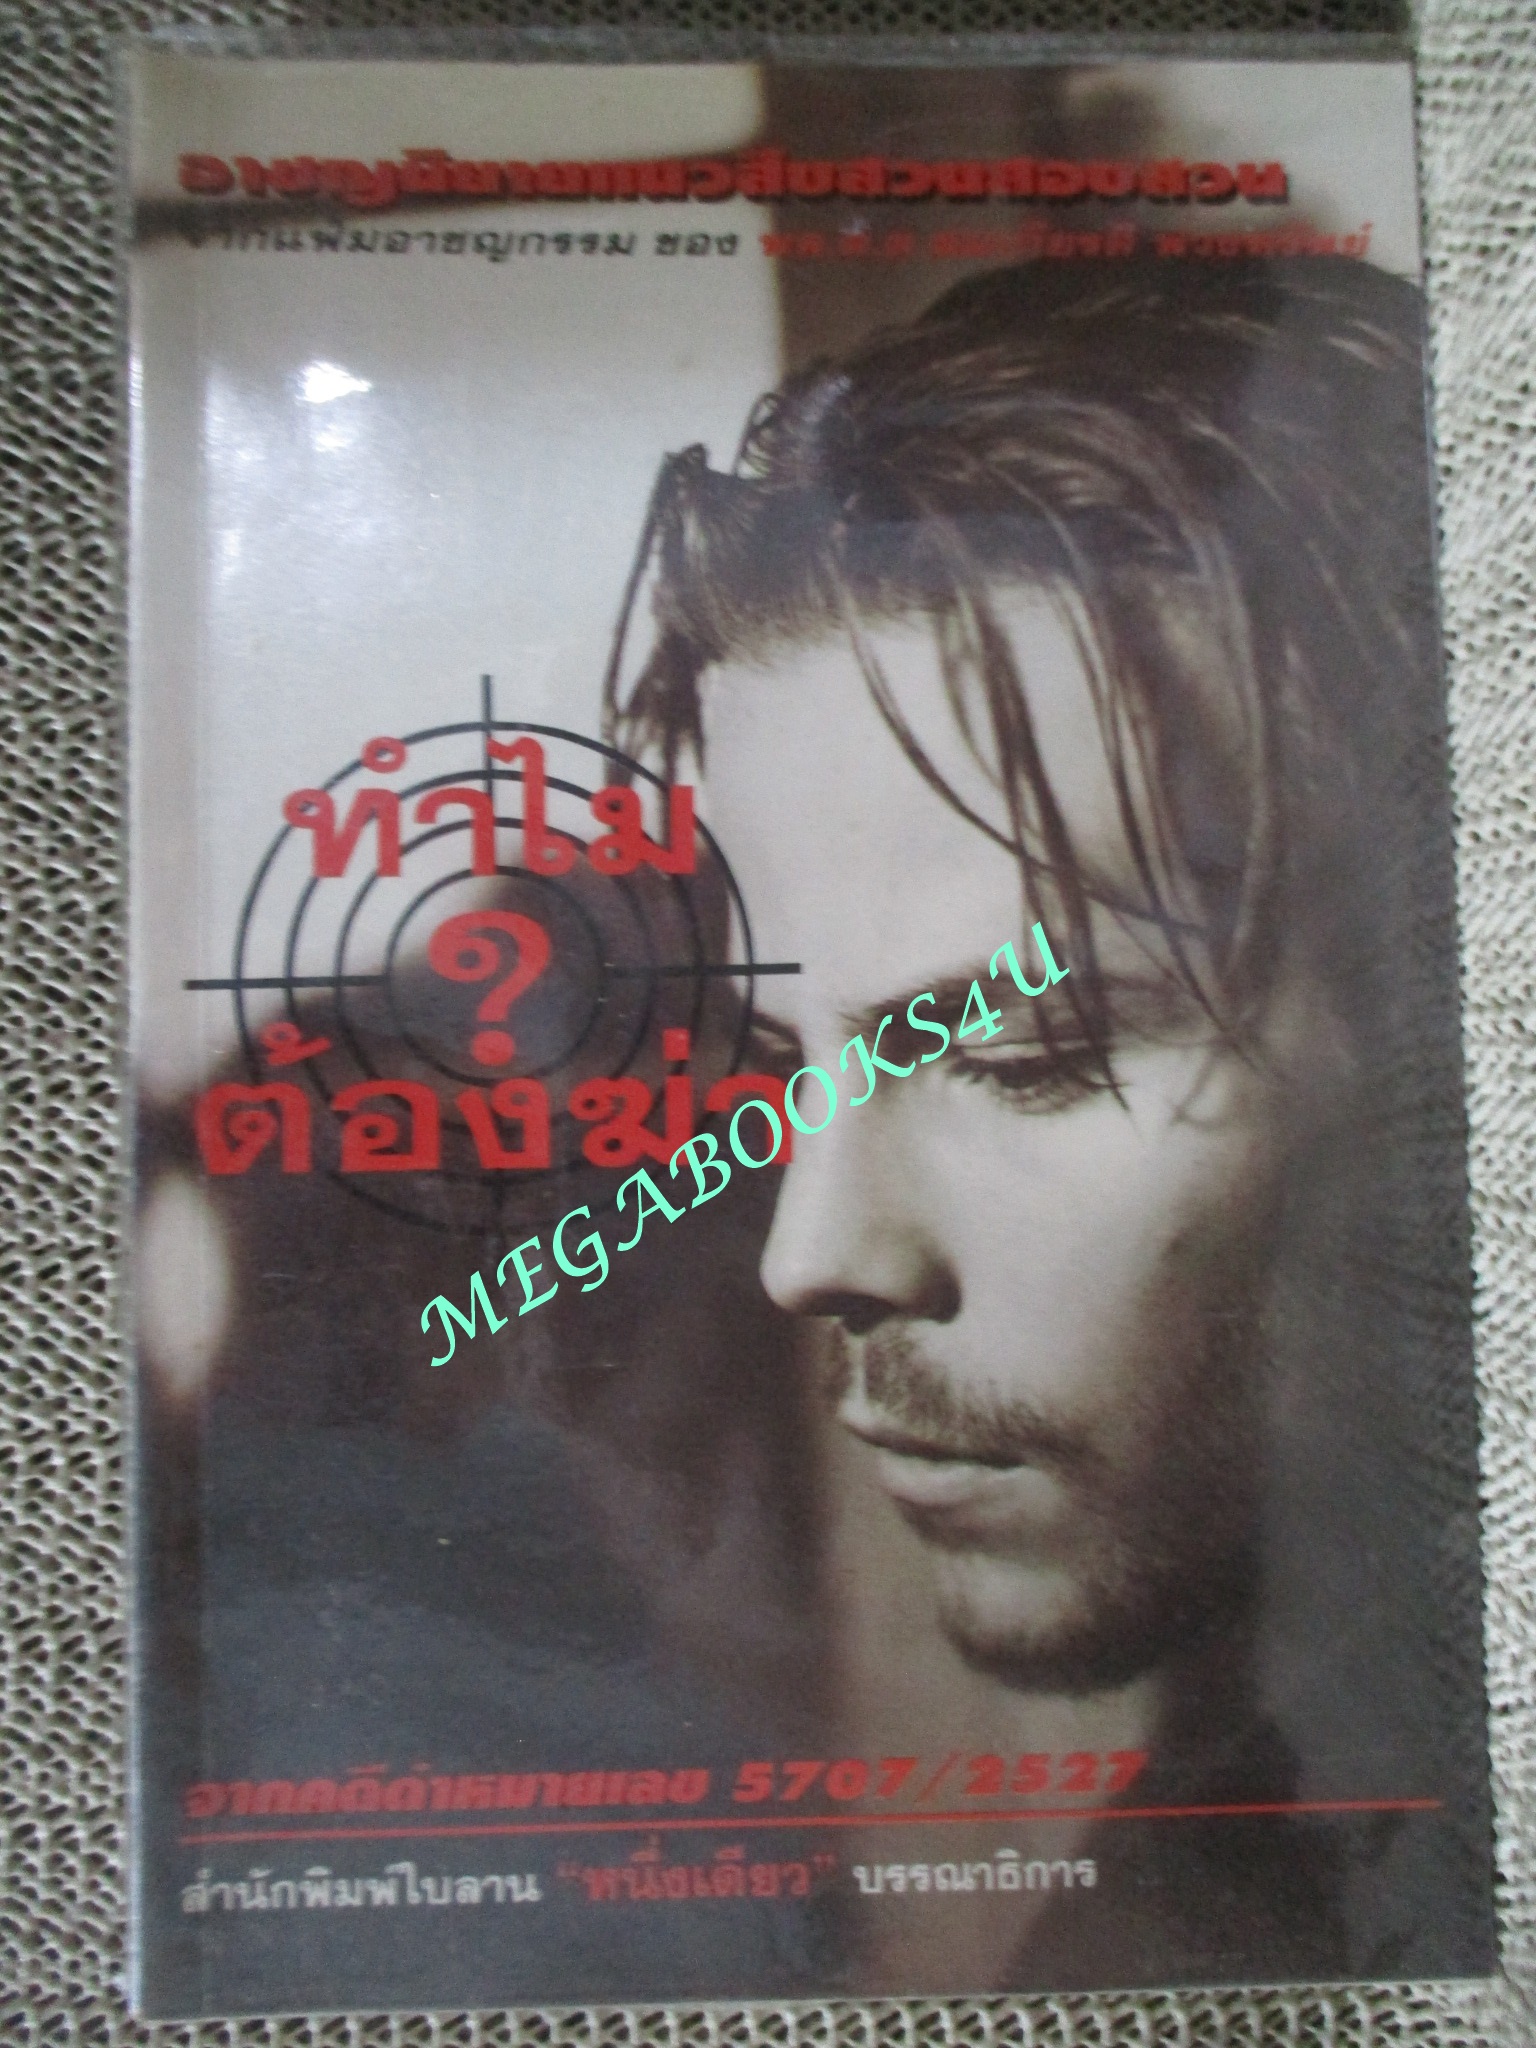 อาชญนิยายแนวสืบสวนสอบสวน
จากแฟ้มอาชญกรรม ของ
ทำไม
?
ต้องฆ่า
MEGABOOKS4U
จากคดีดำหมายเลข 5707/2527
สำนักพิมพ์ใบลาน "หนึ่งเดียว" บรรณาธิการ